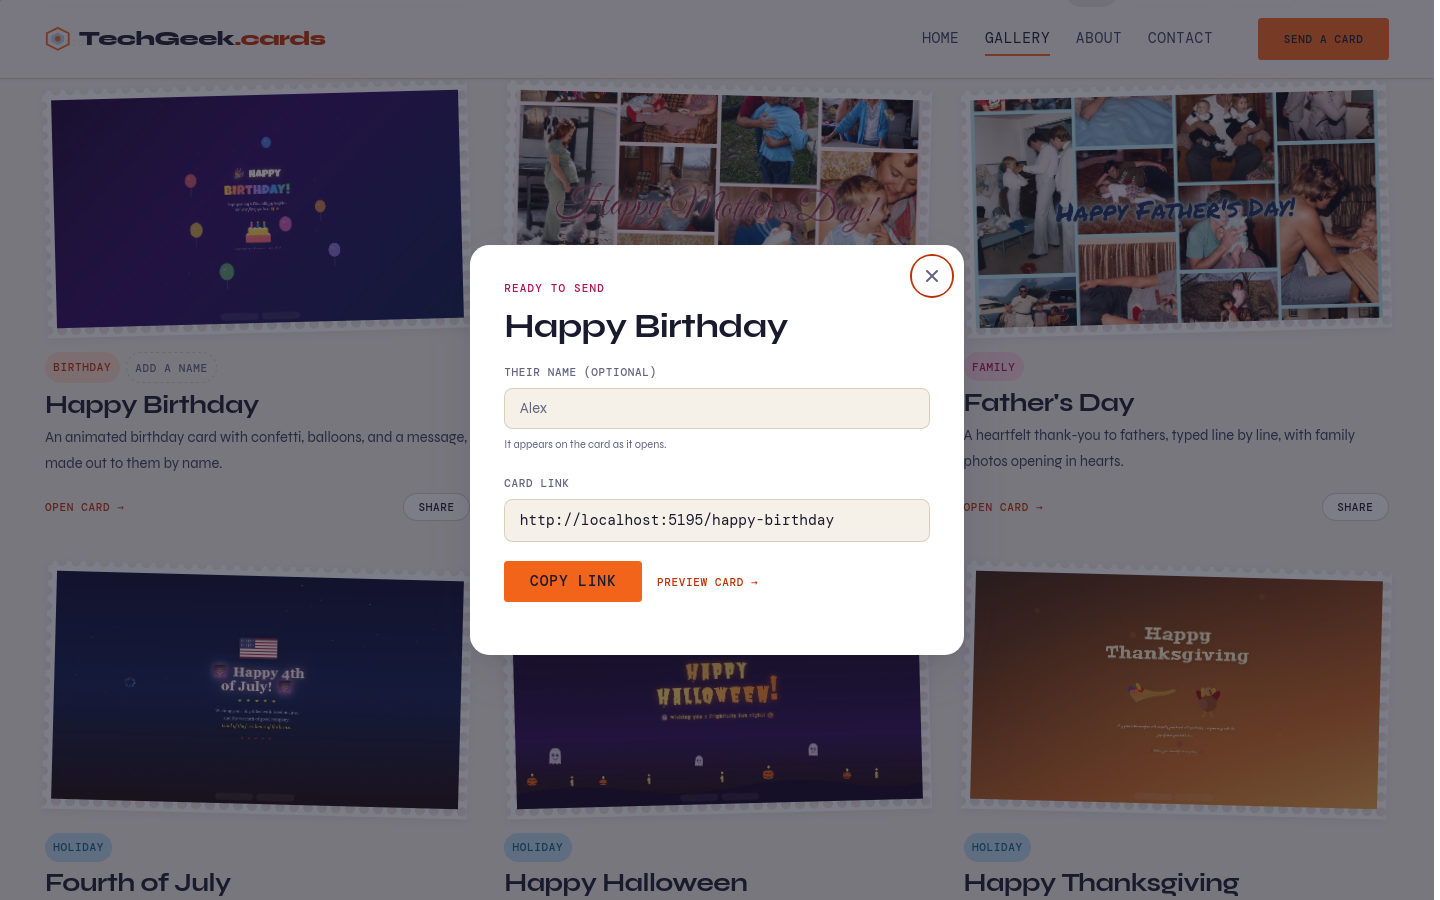 TechGeek.cards
HOME GALLERY ABOUT CONTACT
SEND A CARD
HAPPY
BIRTHDAY!
Happy Mother's Day!
HAPPY FATHER'S DAY!
BIRTHDAY
ADD A NAME
Happy Birthday
An animated birthday card with confetti, balloons, and a message,
made out to them by name.
OPEN CARD →
SHARE
READY TO SEND
Happy Birthday
THEIR NAME (OPTIONAL)
Alex
It appears on the card as it opens.
CARD LINK
http://localhost:5195/happy-birthday
COPY LINK
PREVIEW CARD →
FAMILY
Father's Day
A heartfelt thank-you to fathers, typed line by line, with family
photos opening in hearts.
OPEN CARD →
SHARE
Happy 4th
of July!
HAPPY
HALLOWEEN!
Happy
Thanksgiving
HOLIDAY
Fourth of July
HOLIDAY
Happy Halloween
HOLIDAY
Happy Thanksgiving